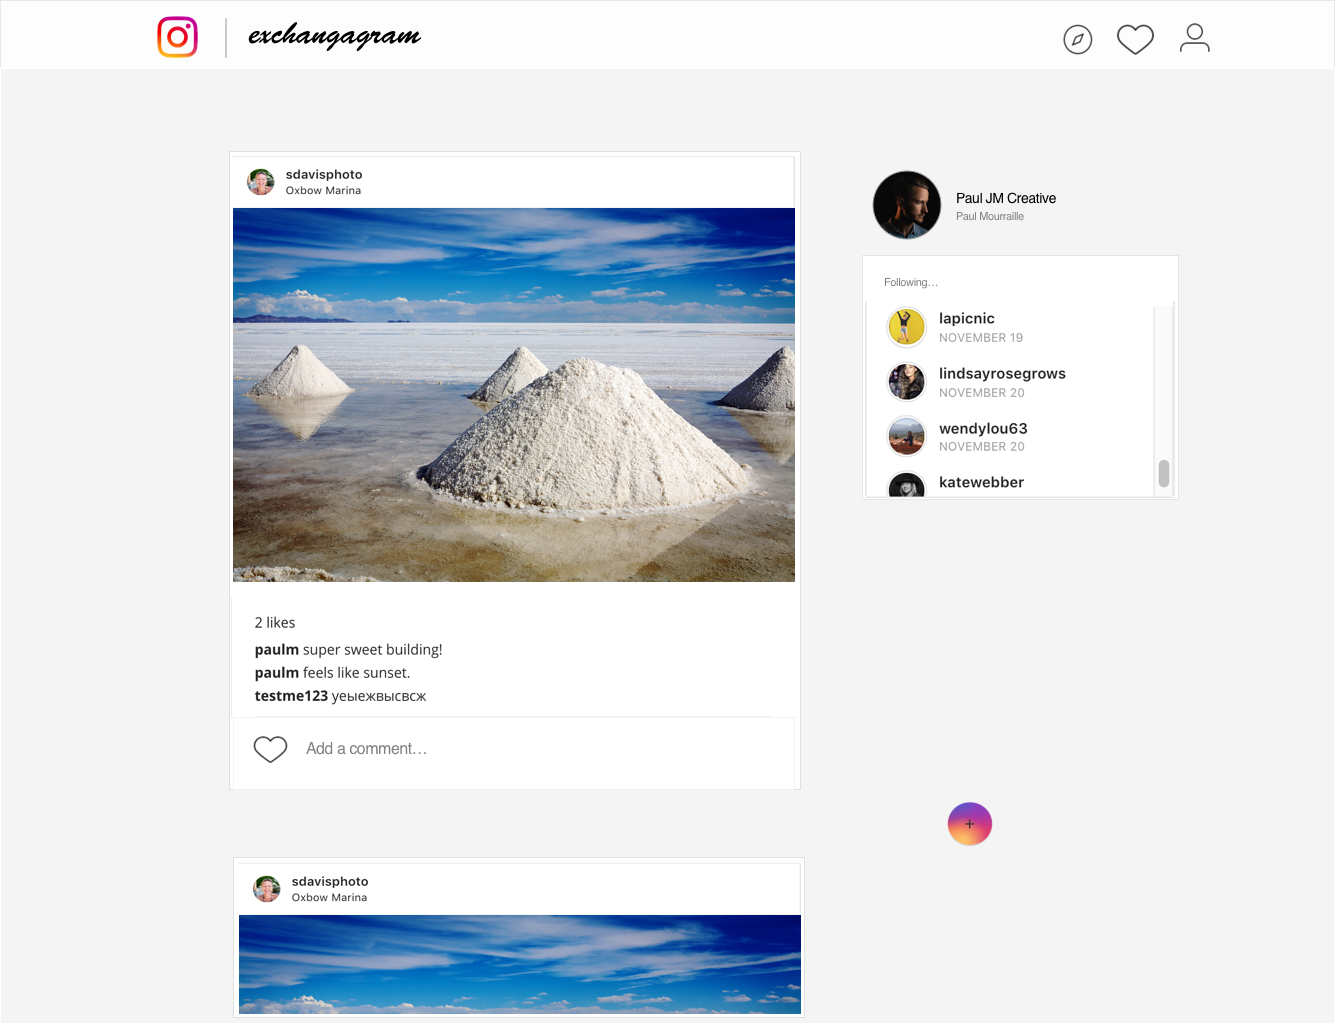 exchangagram
sdavisphoto
Oxbow Marina
2 likes
paulm super sweet building!
paulm feels like sunset.
testme123 уеыежвысвсж
Add a comment...
Paul JM Creative
Paul Mourraille
Following...
lapicnic
NOVEMBER 19
lindsayrosegrows
NOVEMBER 20
wendylou63
NOVEMBER 20
katewebber
+
sdavisphoto
Oxbow Marina